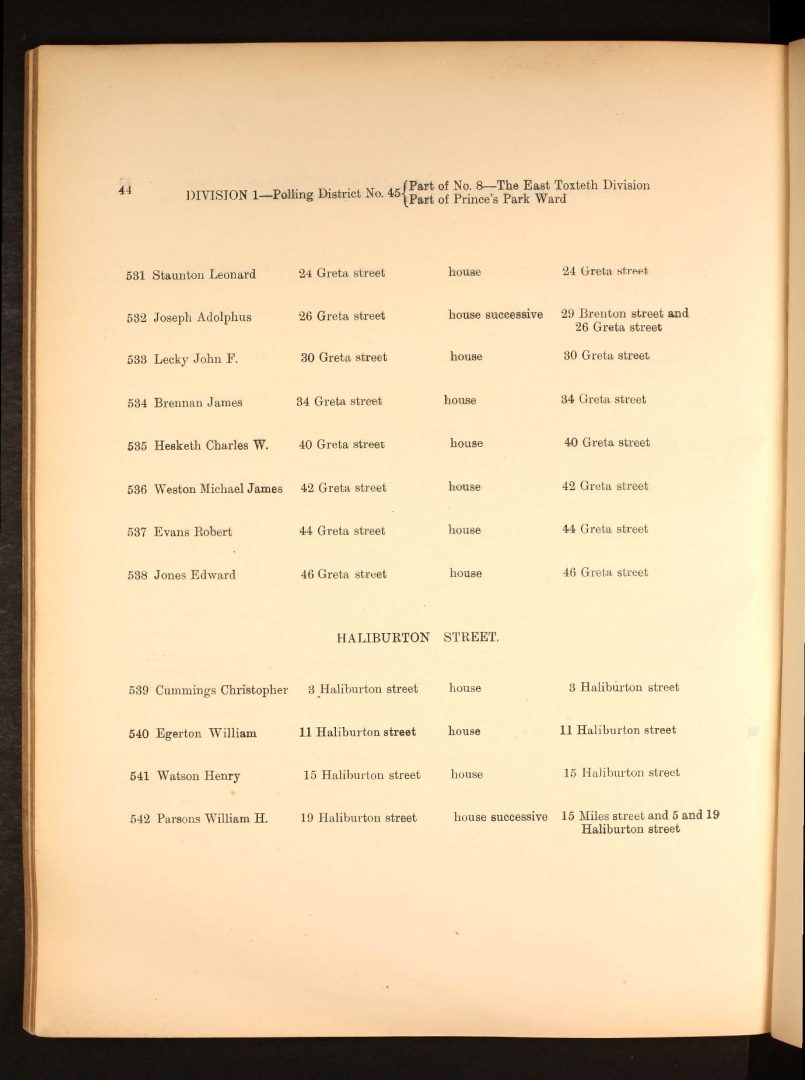 44
DIVISION 1—Polling District No. 45 {Part of No. 8—The East Toxteth Division
{Part of Prince's Park Ward
531 Staunton Leonard 24 Greta street house 24 Greta street
532 Joseph Adolphus 26 Greta street house successive 29 Brenton street and
26 Greta street
533 Lecky John F. 30 Greta street house 30 Greta street
534 Brennan James 34 Greta street house 34 Greta street
535 Hesketh Charles W. 40 Greta street house 40 Greta street
536 Weston Michael James 42 Greta street house 42 Greta street
537 Evans Robert 44 Greta street house 44 Greta street
538 Jones Edward 46 Greta street house 46 Greta street
HALIBURTON STREET.
539 Cummings Christopher 3 Haliburton street house 3 Haliburton street
540 Egerton William 11 Haliburton street house 11 Haliburton street
541 Watson Henry 15 Haliburton street house 15 Haliburton street
542 Parsons William H. 19 Haliburton street house successive 15 Miles street and 5 and 19
Haliburton street